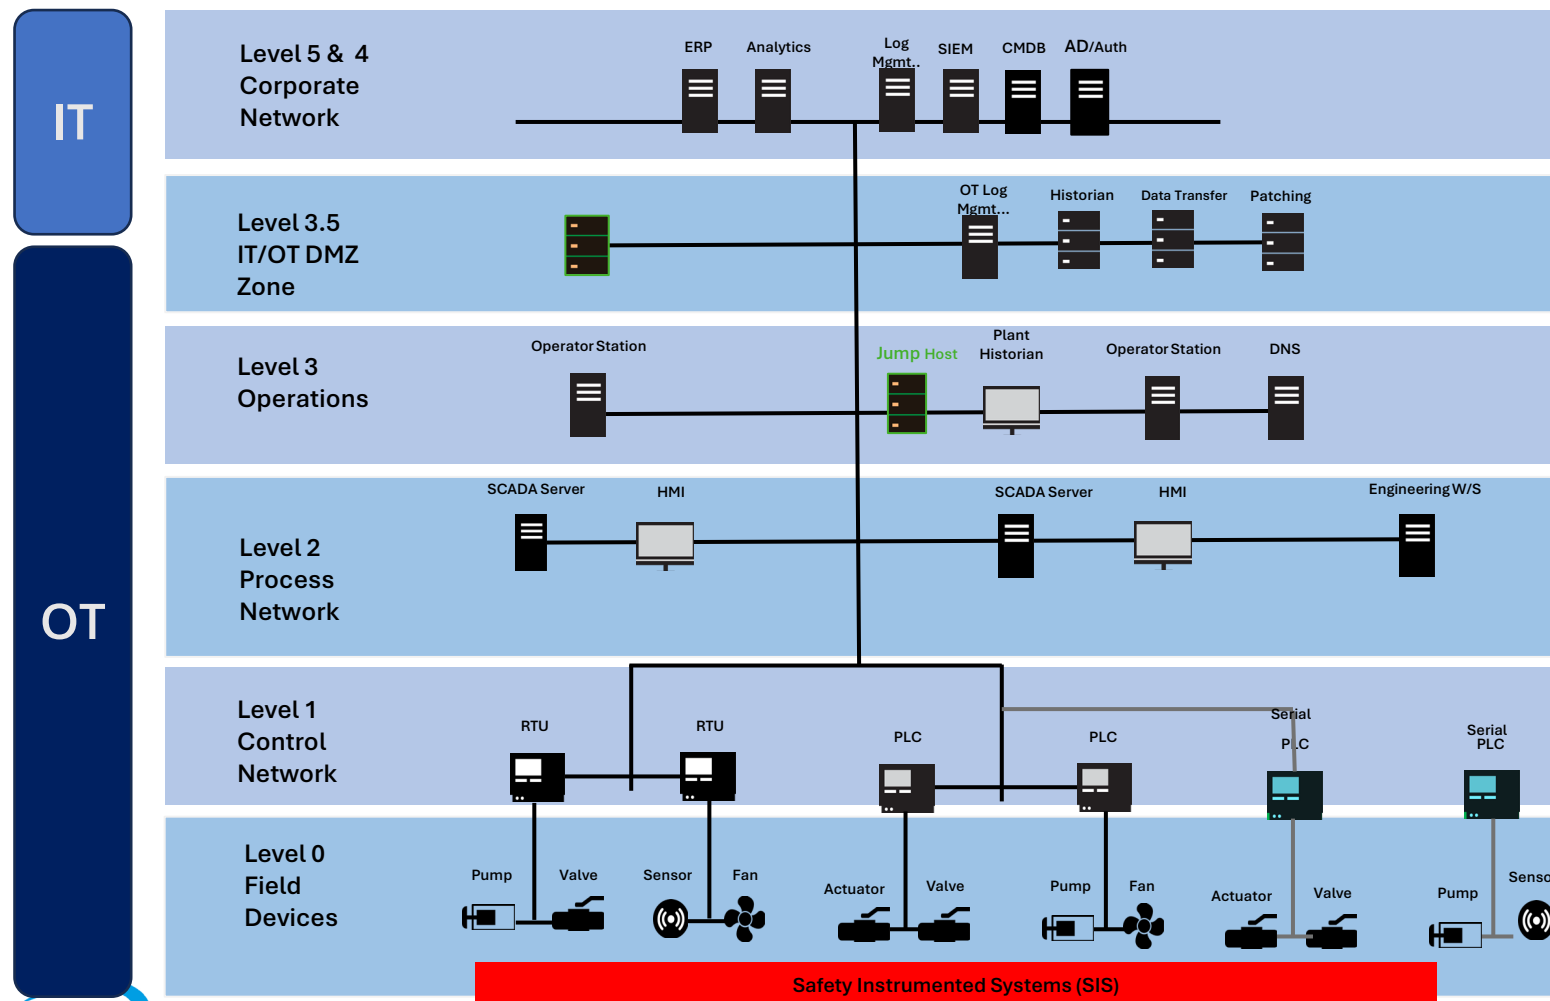 IT
OT
Level 5 & 4
Corporate
Network
ERP
Analytics
Log
Mgmt..
SIEM
CMDB
AD/Auth
Level 3.5
IT/OT DMZ
Zone
OT Log
Mgmt...
Historian
Data Transfer
Patching
Level 3
Operations
Operator Station
Jump Host
Plant
Historian
Operator Station
DNS
Level 2
Process
Network
SCADA Server
HMI
SCADA Server
HMI
Engineering W/S
Level 1
Control
Network
RTU
RTU
PLC
PLC
Serial
PLC
Serial
PLC
Level 0
Field
Devices
Pump
Valve
Sensor
Fan
Actuator
Valve
Pump
Fan
Actuator
Valve
Pump
Senso
Safety Instrumented Systems (SIS)